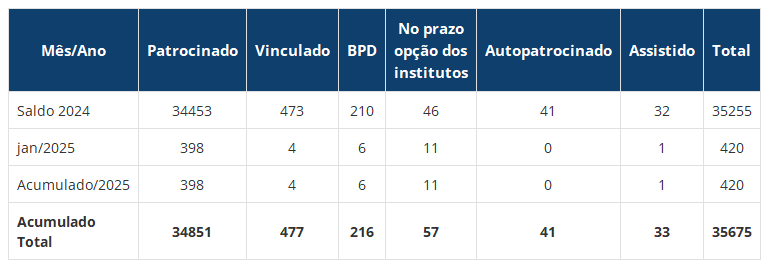 Mês/Ano Patrocinado Vinculado BPD No prazo opção dos institutos Autopatrocinado Assistido Total
Saldo 2024 34453 473 210 46 41 32 35255
jan/2025 398 4 6 11 0 1 420
Acumulado/2025 398 4 6 11 0 1 420
Acumulado Total 34851 477 216 57 41 33 35675